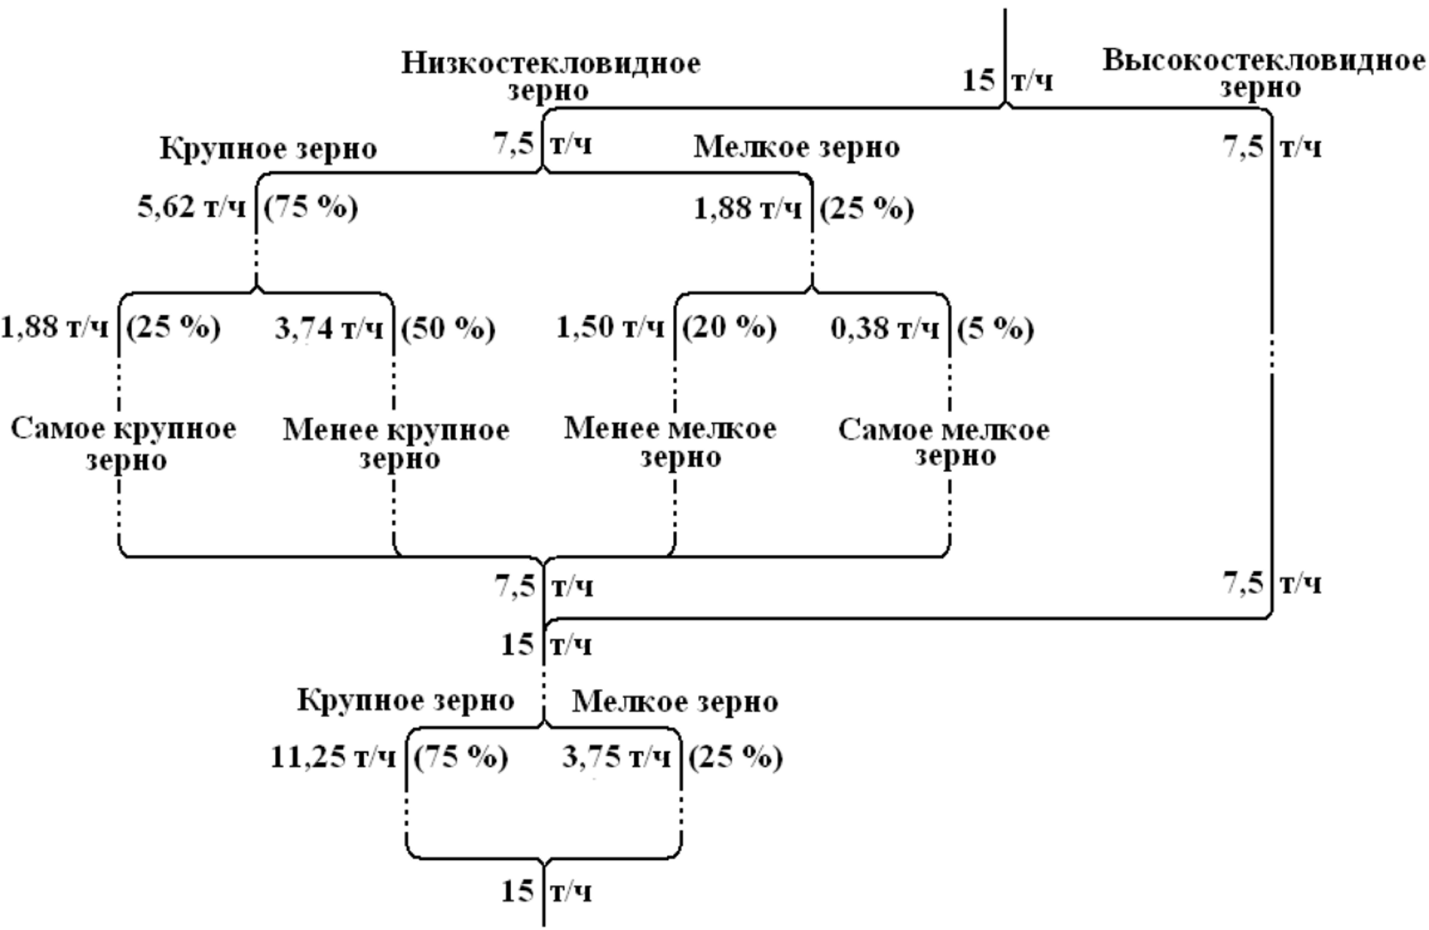 Низкостекловидное
зерно
15 т/ч
Высокостекловидное
зерно
Крупное зерно
7,5 т/ч
Мелкое зерно
7,5 т/ч
5,62 т/ч (75 %)
1,88 т/ч (25 %)
1,88 т/ч (25 %)
3,74 т/ч (50 %)
1,50 т/ч (20 %)
0,38 т/ч (5 %)
Самое крупное
зерно
Менее крупное
зерно
Менее мелкое
зерно
Самое мелкое
зерно
7,5 т/ч
7,5 т/ч
15 т/ч
Крупное зерно
Мелкое зерно
11,25 т/ч (75 %)
3,75 т/ч (25 %)
15 т/ч